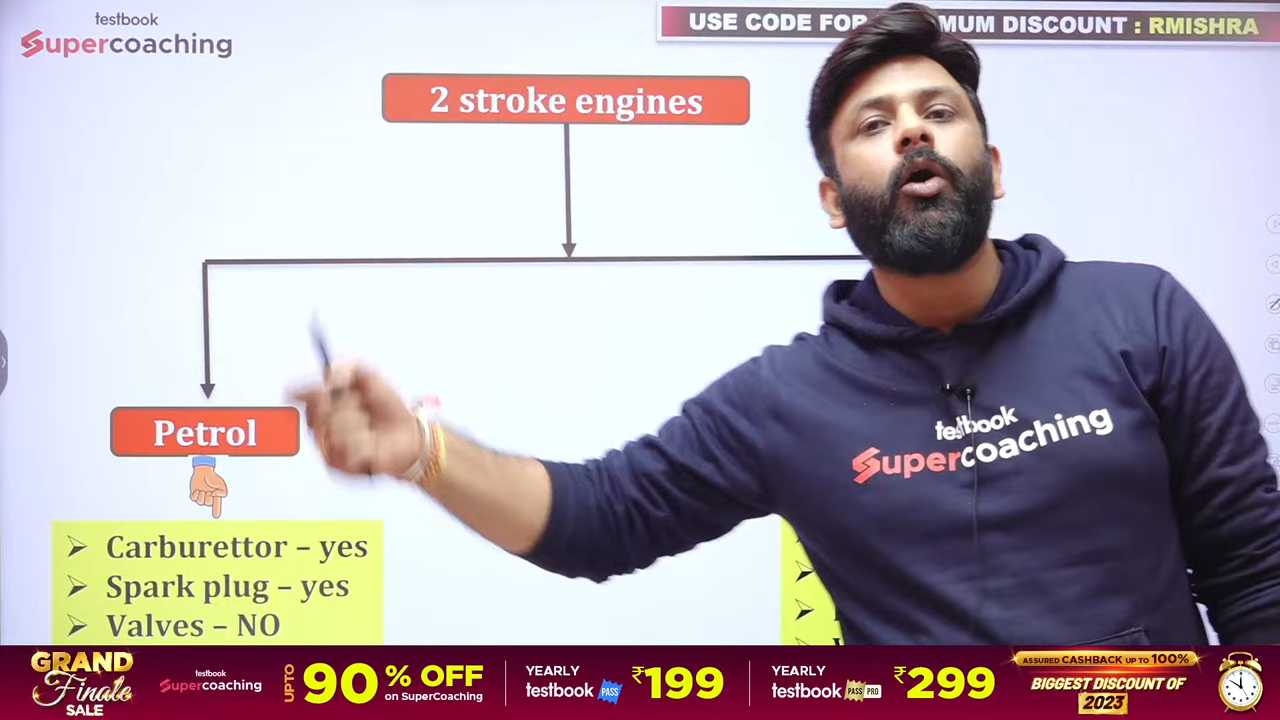 testbook
Supercoaching
USE CODE FOR MUM DISCOUNT : RMISHRA
2 stroke engines
Petrol
➢ Carburettor – yes
➢ Spark plug – yes
➢ Valves – NO
testbook
Supercoaching
GRAND
Finale
SALE
testbook
Supercoaching
UPTO 90% OFF
on SuperCoaching
YEARLY
testbook PASS ₹199
YEARLY
testbook PASS PRO ₹299
ASSURED CASHBACK UP TO 100%
BIGGEST DISCOUNT OF
2023